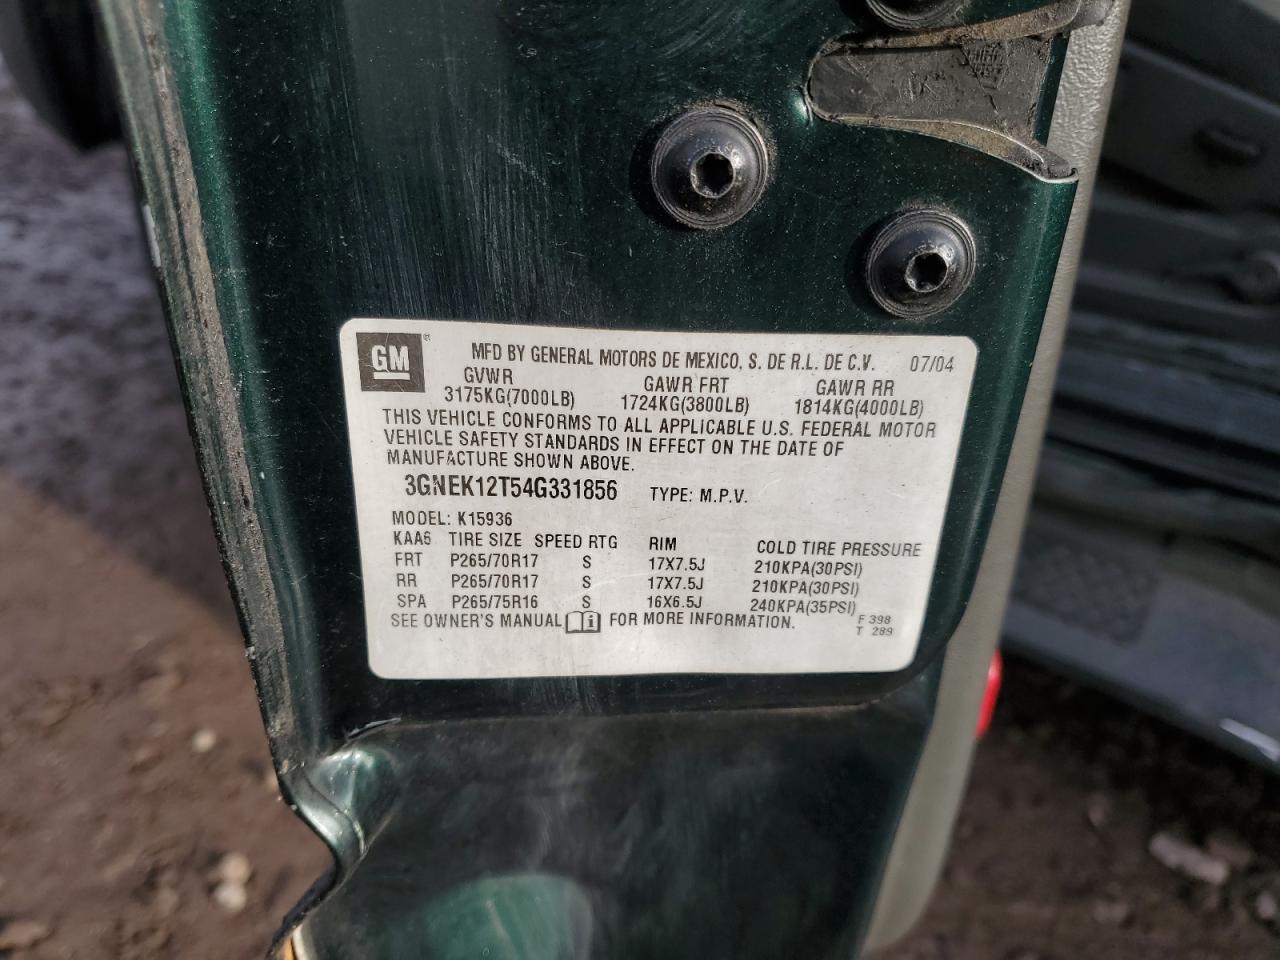 GM® MFD BY GENERAL MOTORS DE MEXICO, S. DE R.L. DE C.V. 07/04
GVWR GAWR FRT GAWR RR
3175KG(7000LB) 1724KG(3800LB) 1814KG(4000LB)
THIS VEHICLE CONFORMS TO ALL APPLICABLE U.S. FEDERAL MOTOR
VEHICLE SAFETY STANDARDS IN EFFECT ON THE DATE OF
MANUFACTURE SHOWN ABOVE.
3GNEK12T54G331856 TYPE: M.P.V.
MODEL: K15936
KAA6 TIRE SIZE SPEED RTG RIM COLD TIRE PRESSURE
FRT P265/70R17 S 17X7.5J 210KPA(30PSI)
RR P265/70R17 S 17X7.5J 210KPA(30PSI)
SPA P265/75R16 S 16X6.5J 240KPA(35PSI)
SEE OWNER'S MANUAL i FOR MORE INFORMATION. F 398
T 289